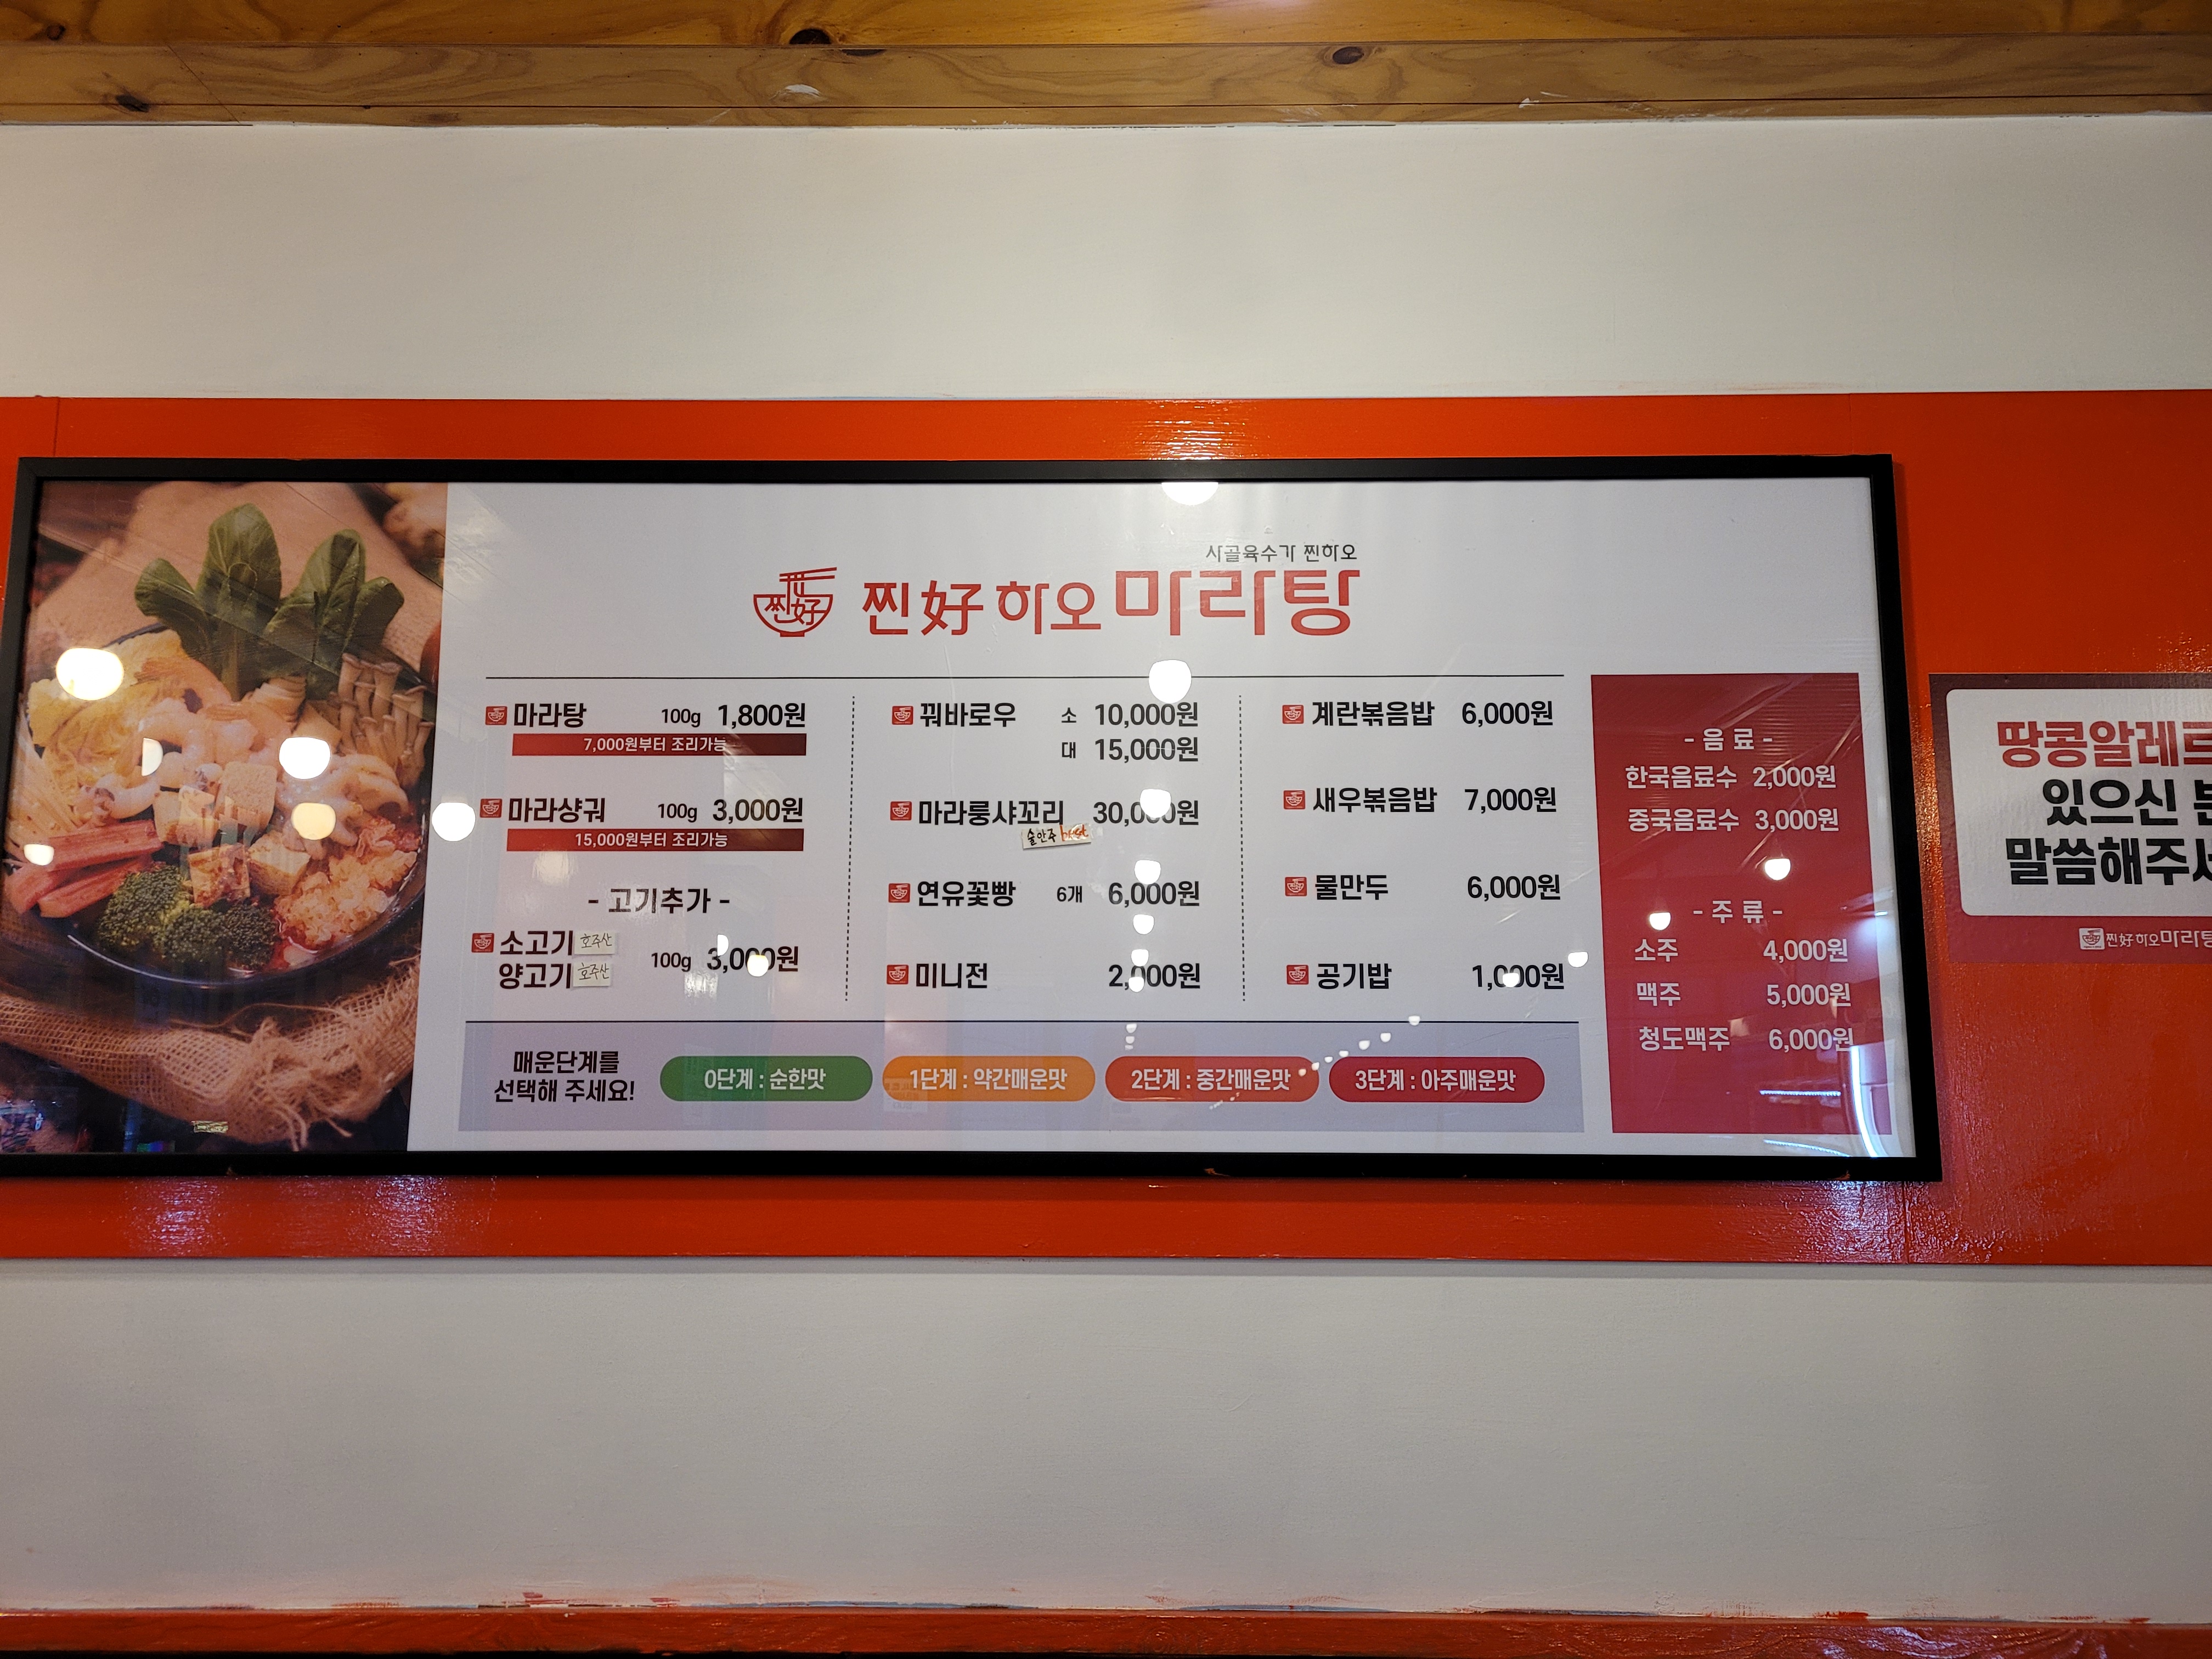 사골육수가 찐하오
찐好하오마라탕
마라탕 100g 1,800원
7,000원부터 조리가능
마라샹궈 100g 3,000원
15,000원부터 조리가능
- 고기추가 -
소고기 호주산
양고기 호주산
100g 3,000원
꿔바로우 소 10,000원
대 15,000원
마라룽샤꼬리 30,000원
술안주 best
연유꽃빵 6개 6,000원
미니전 2,000원
계란볶음밥 6,000원
새우볶음밥 7,000원
물만두 6,000원
공기밥 1,000원
매운단계를
선택해 주세요!
0단계 : 순한맛
1단계 : 약간매운맛
2단계 : 중간매운맛
3단계 : 아주매운맛
- 음 료 -
한국음료수 2,000원
중국음료수 3,000원
- 주 류 -
소주 4,000원
맥주 5,000원
청도맥주 6,000원
땅콩알레르
있으신
말씀해주세
찐好하오마라탕